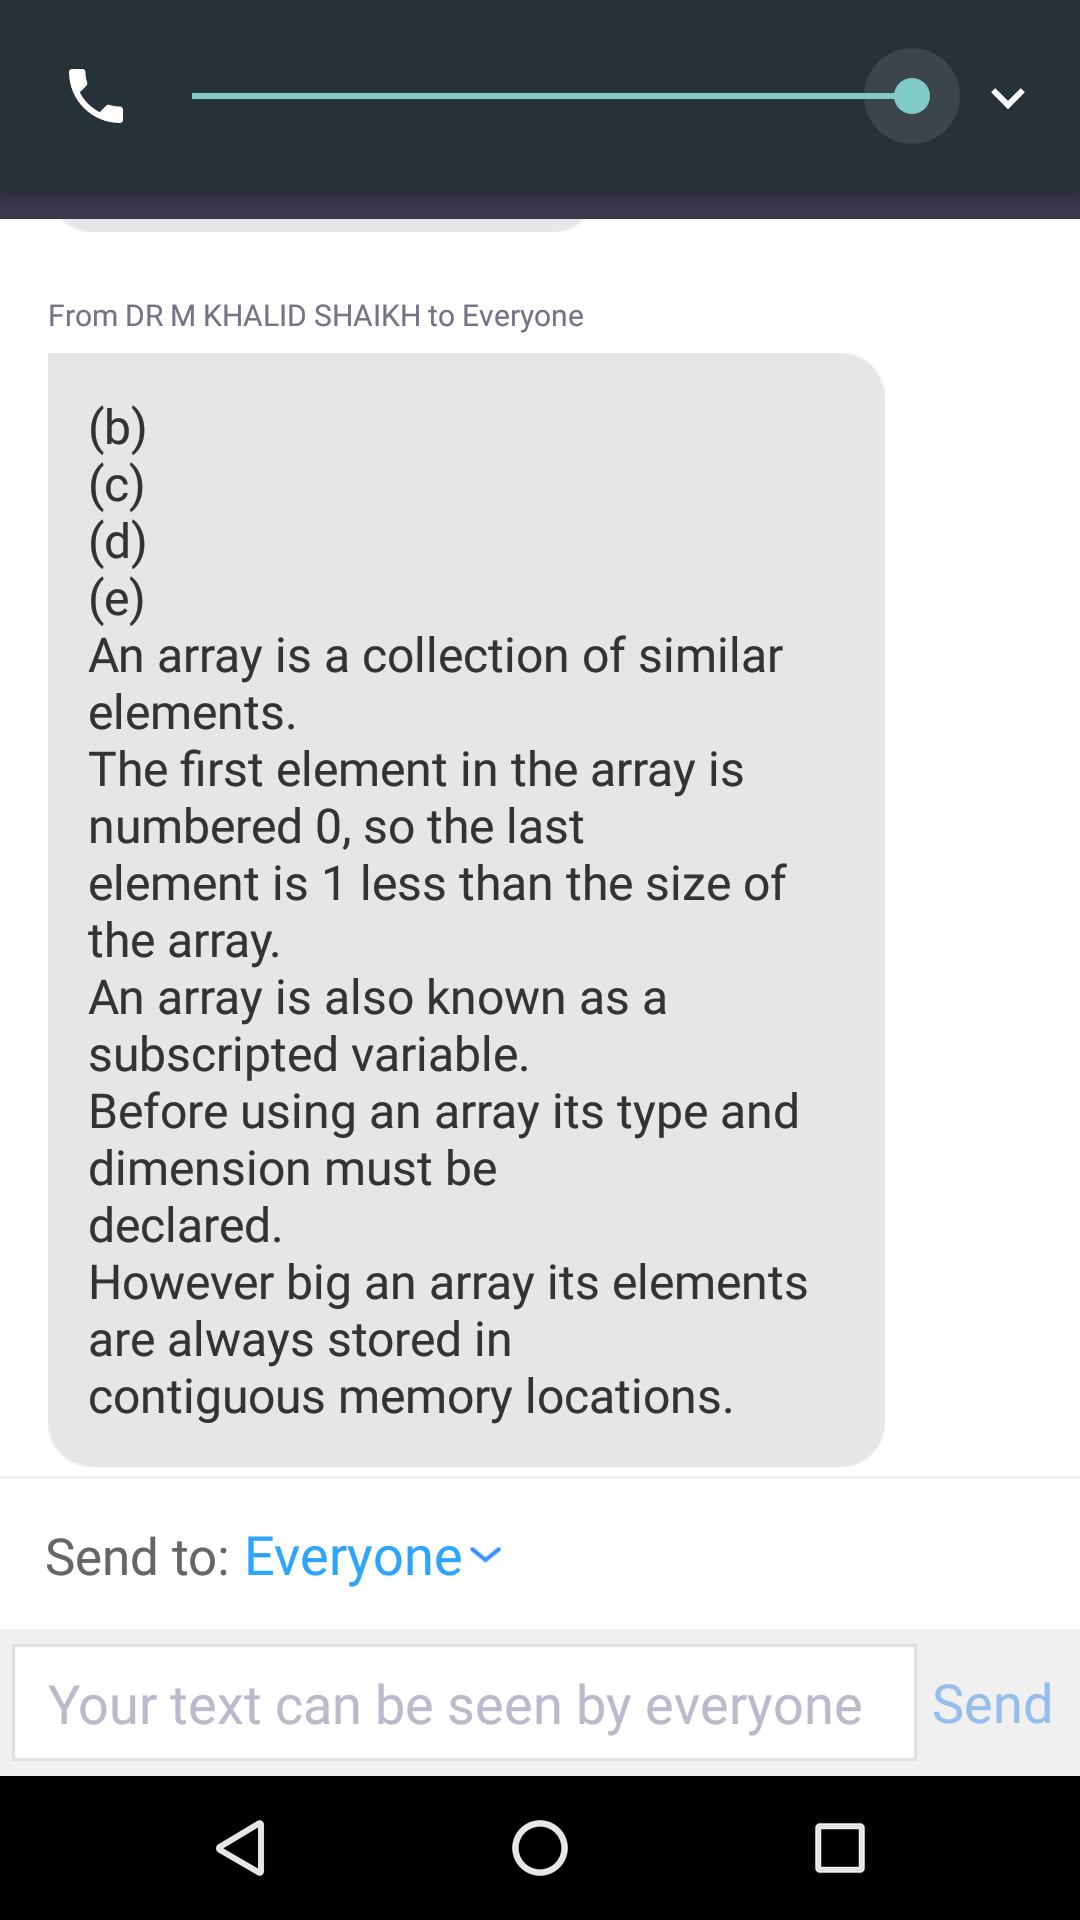 From DR M KHALID SHAIKH to Everyone
(b)
(c)
(d)
(e)
An array is a collection of similar
elements.
The first element in the array is
numbered 0, so the last
element is 1 less than the size of
the array.
An array is also known as a
subscripted variable.
Before using an array its type and
dimension must be
declared.
However big an array its elements
are always stored in
contiguous memory locations.
Send to: Everyone
Your text can be seen by everyone
Send